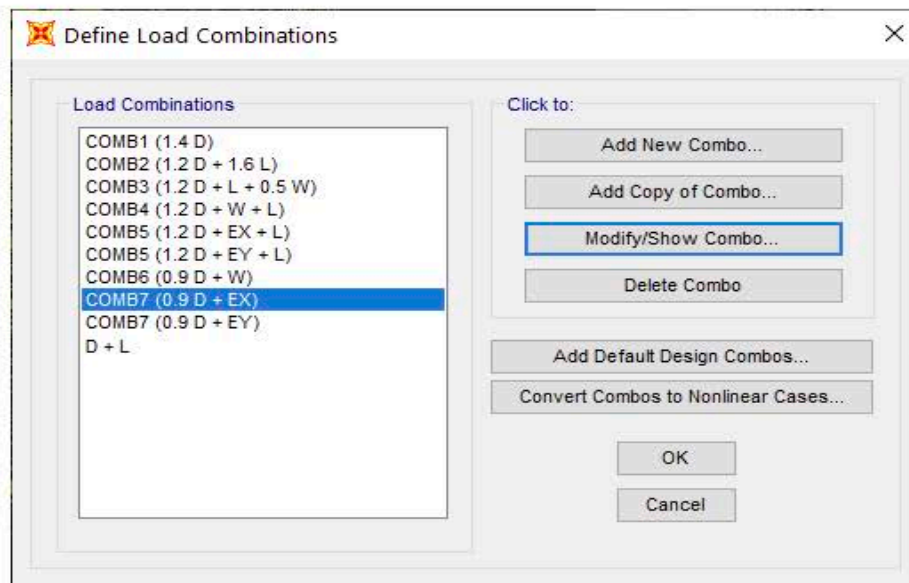 Define Load Combinations
Load Combinations
COMB1 (1.4 D)
COMB2 (1.2 D + 1.6 L)
COMB3 (1.2 D + L + 0.5 W)
COMB4 (1.2 D + W + L)
COMB5 (1.2 D + EX + L)
COMB5 (1.2 D + EY + L)
COMB6 (0.9 D + W)
COMB7 (0.9 D + EX)
COMB7 (0.9 D + EY)
D + L
Click to:
Add New Combo...
Add Copy of Combo...
Modify/Show Combo...
Delete Combo
Add Default Design Combos...
Convert Combos to Nonlinear Cases...
OK
Cancel